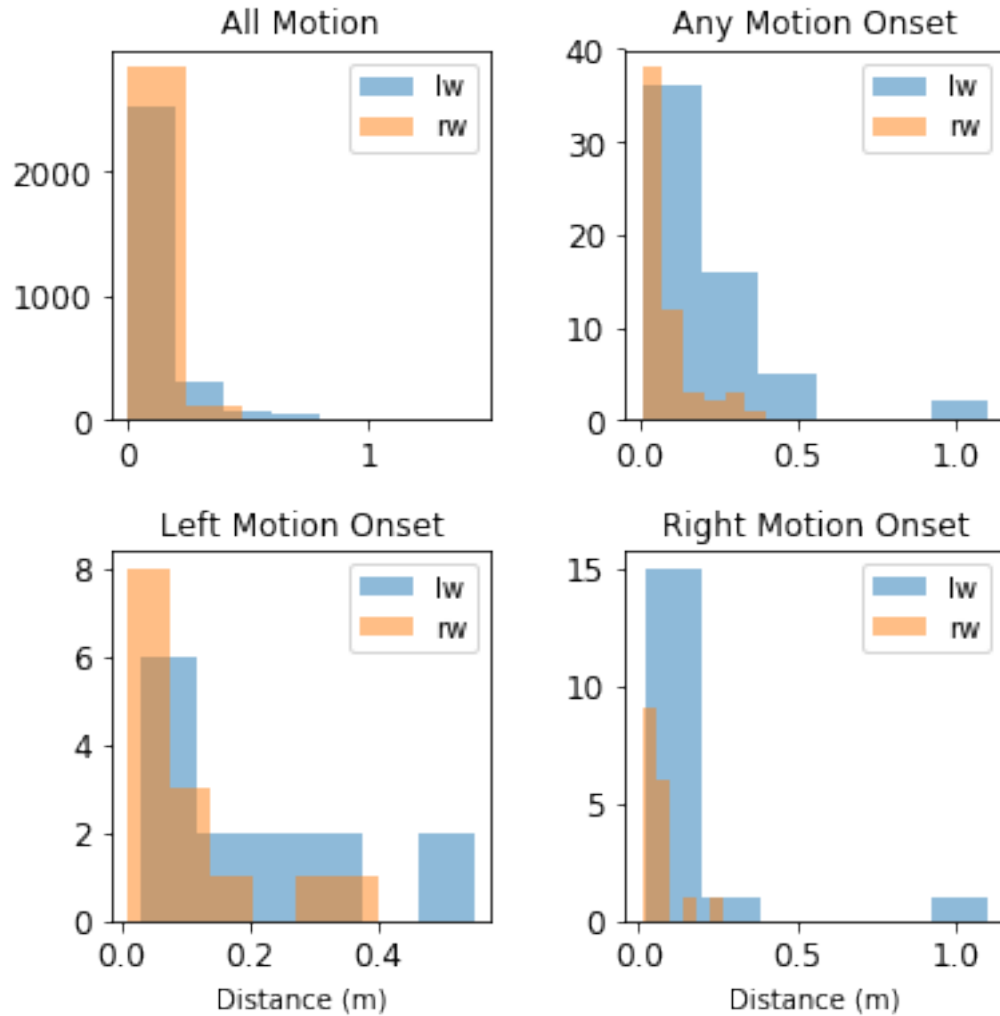 All Motion
lw
rw
2000
1000
0
0 1
Any Motion Onset
lw
rw
40
30
20
10
0
0.0 0.5 1.0
Left Motion Onset
lw
rw
8
6
4
2
0
0.0 0.2 0.4
Distance (m)
Right Motion Onset
lw
rw
15
10
5
0
0.0 0.5 1.0
Distance (m)